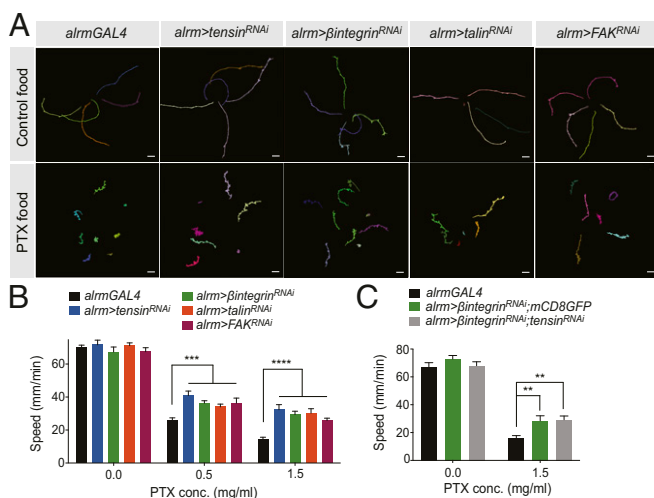 A
alrmGAL4 alrm>tensinRNAi alrm>βintegrinRNAi alrm>talinRNAi alrm>FAKRNAi
Control food
PTX food
B
alrmGAL4 alrm>βintegrinRNAi
alrm>tensinRNAi alrm>talinRNAi
alrm>FAKRNAi
Speed (mm/min)
80
60
40
20
0
*** ****
0.0 0.5 1.5
PTX conc. (mg/ml)
C
alrmGAL4
alrm>βintegrinRNAi;mCD8GFP
alrm>βintegrinRNAi;tensinRNAi
Speed (mm/min)
80
60
40
20
0
**
**
0.0 1.5
PTX conc. (mg/ml)